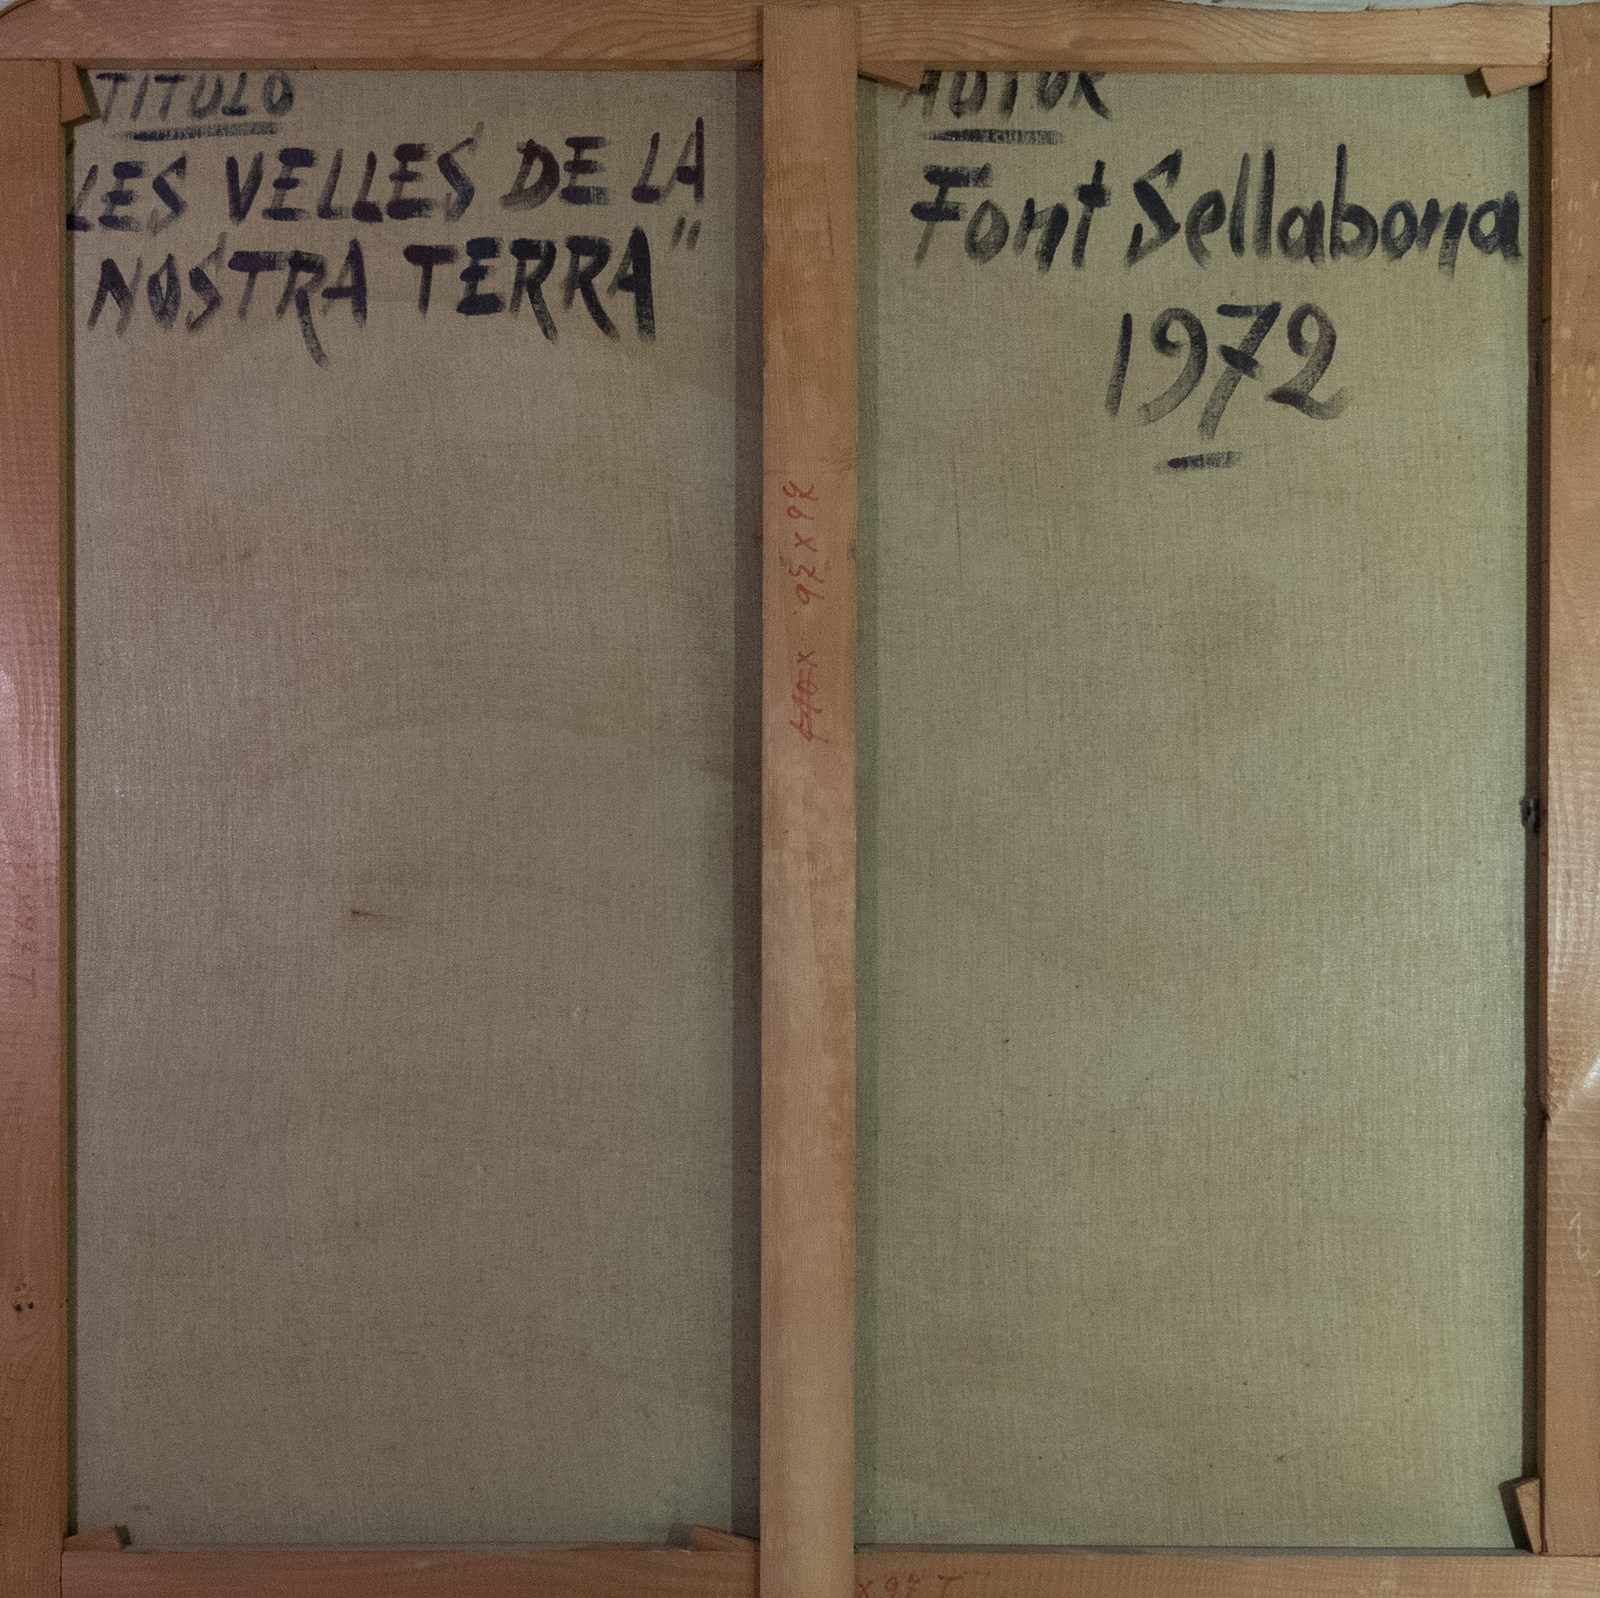 TITULO
LES VELLES DE LA
NOSTRA TERRA"
AUTOR
Font Sellabona
1972